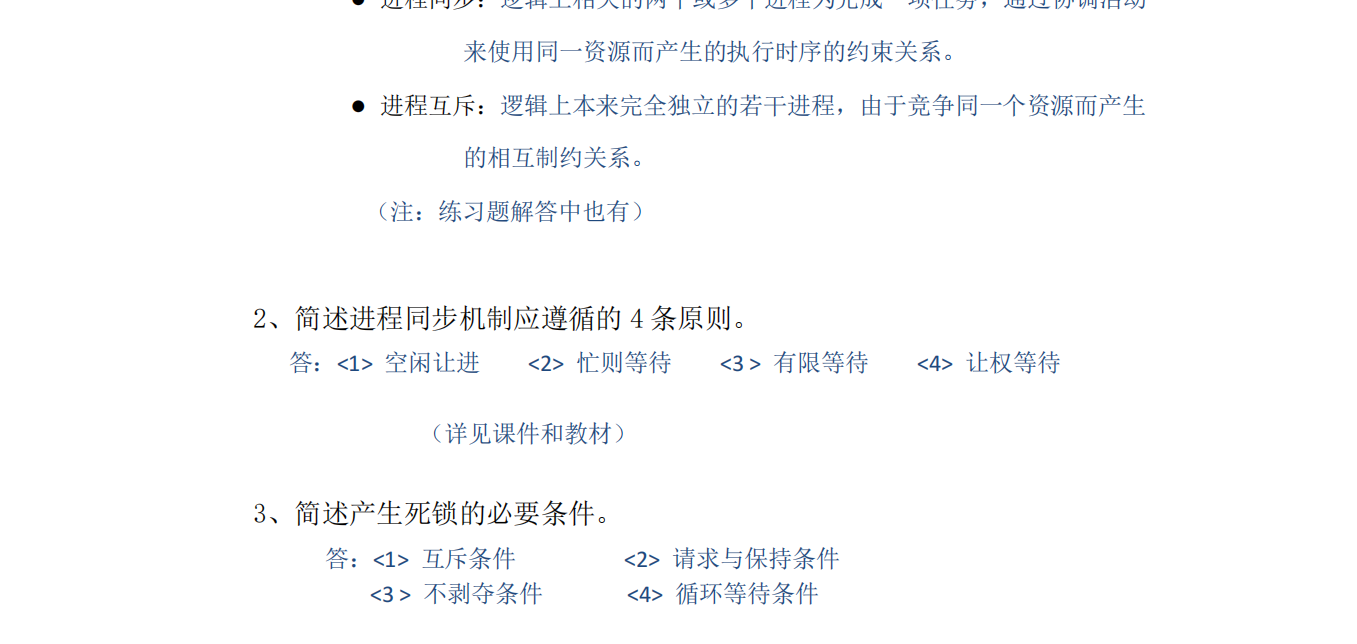 ● 进程同步：逻辑上相关的两个或多个进程为完成一项任务，通过协调活动
来使用同一资源而产生的执行时序的约束关系。
● 进程互斥：逻辑上本来完全独立的若干进程，由于竞争同一个资源而产生
的相互制约关系。
（注：练习题解答中也有）
2、简述进程同步机制应遵循的 4 条原则。
答：<1> 空闲让进 <2> 忙则等待 <3 > 有限等待 <4> 让权等待
（详见课件和教材）
3、简述产生死锁的必要条件。
答：<1> 互斥条件 <2> 请求与保持条件
<3 > 不剥夺条件 <4> 循环等待条件